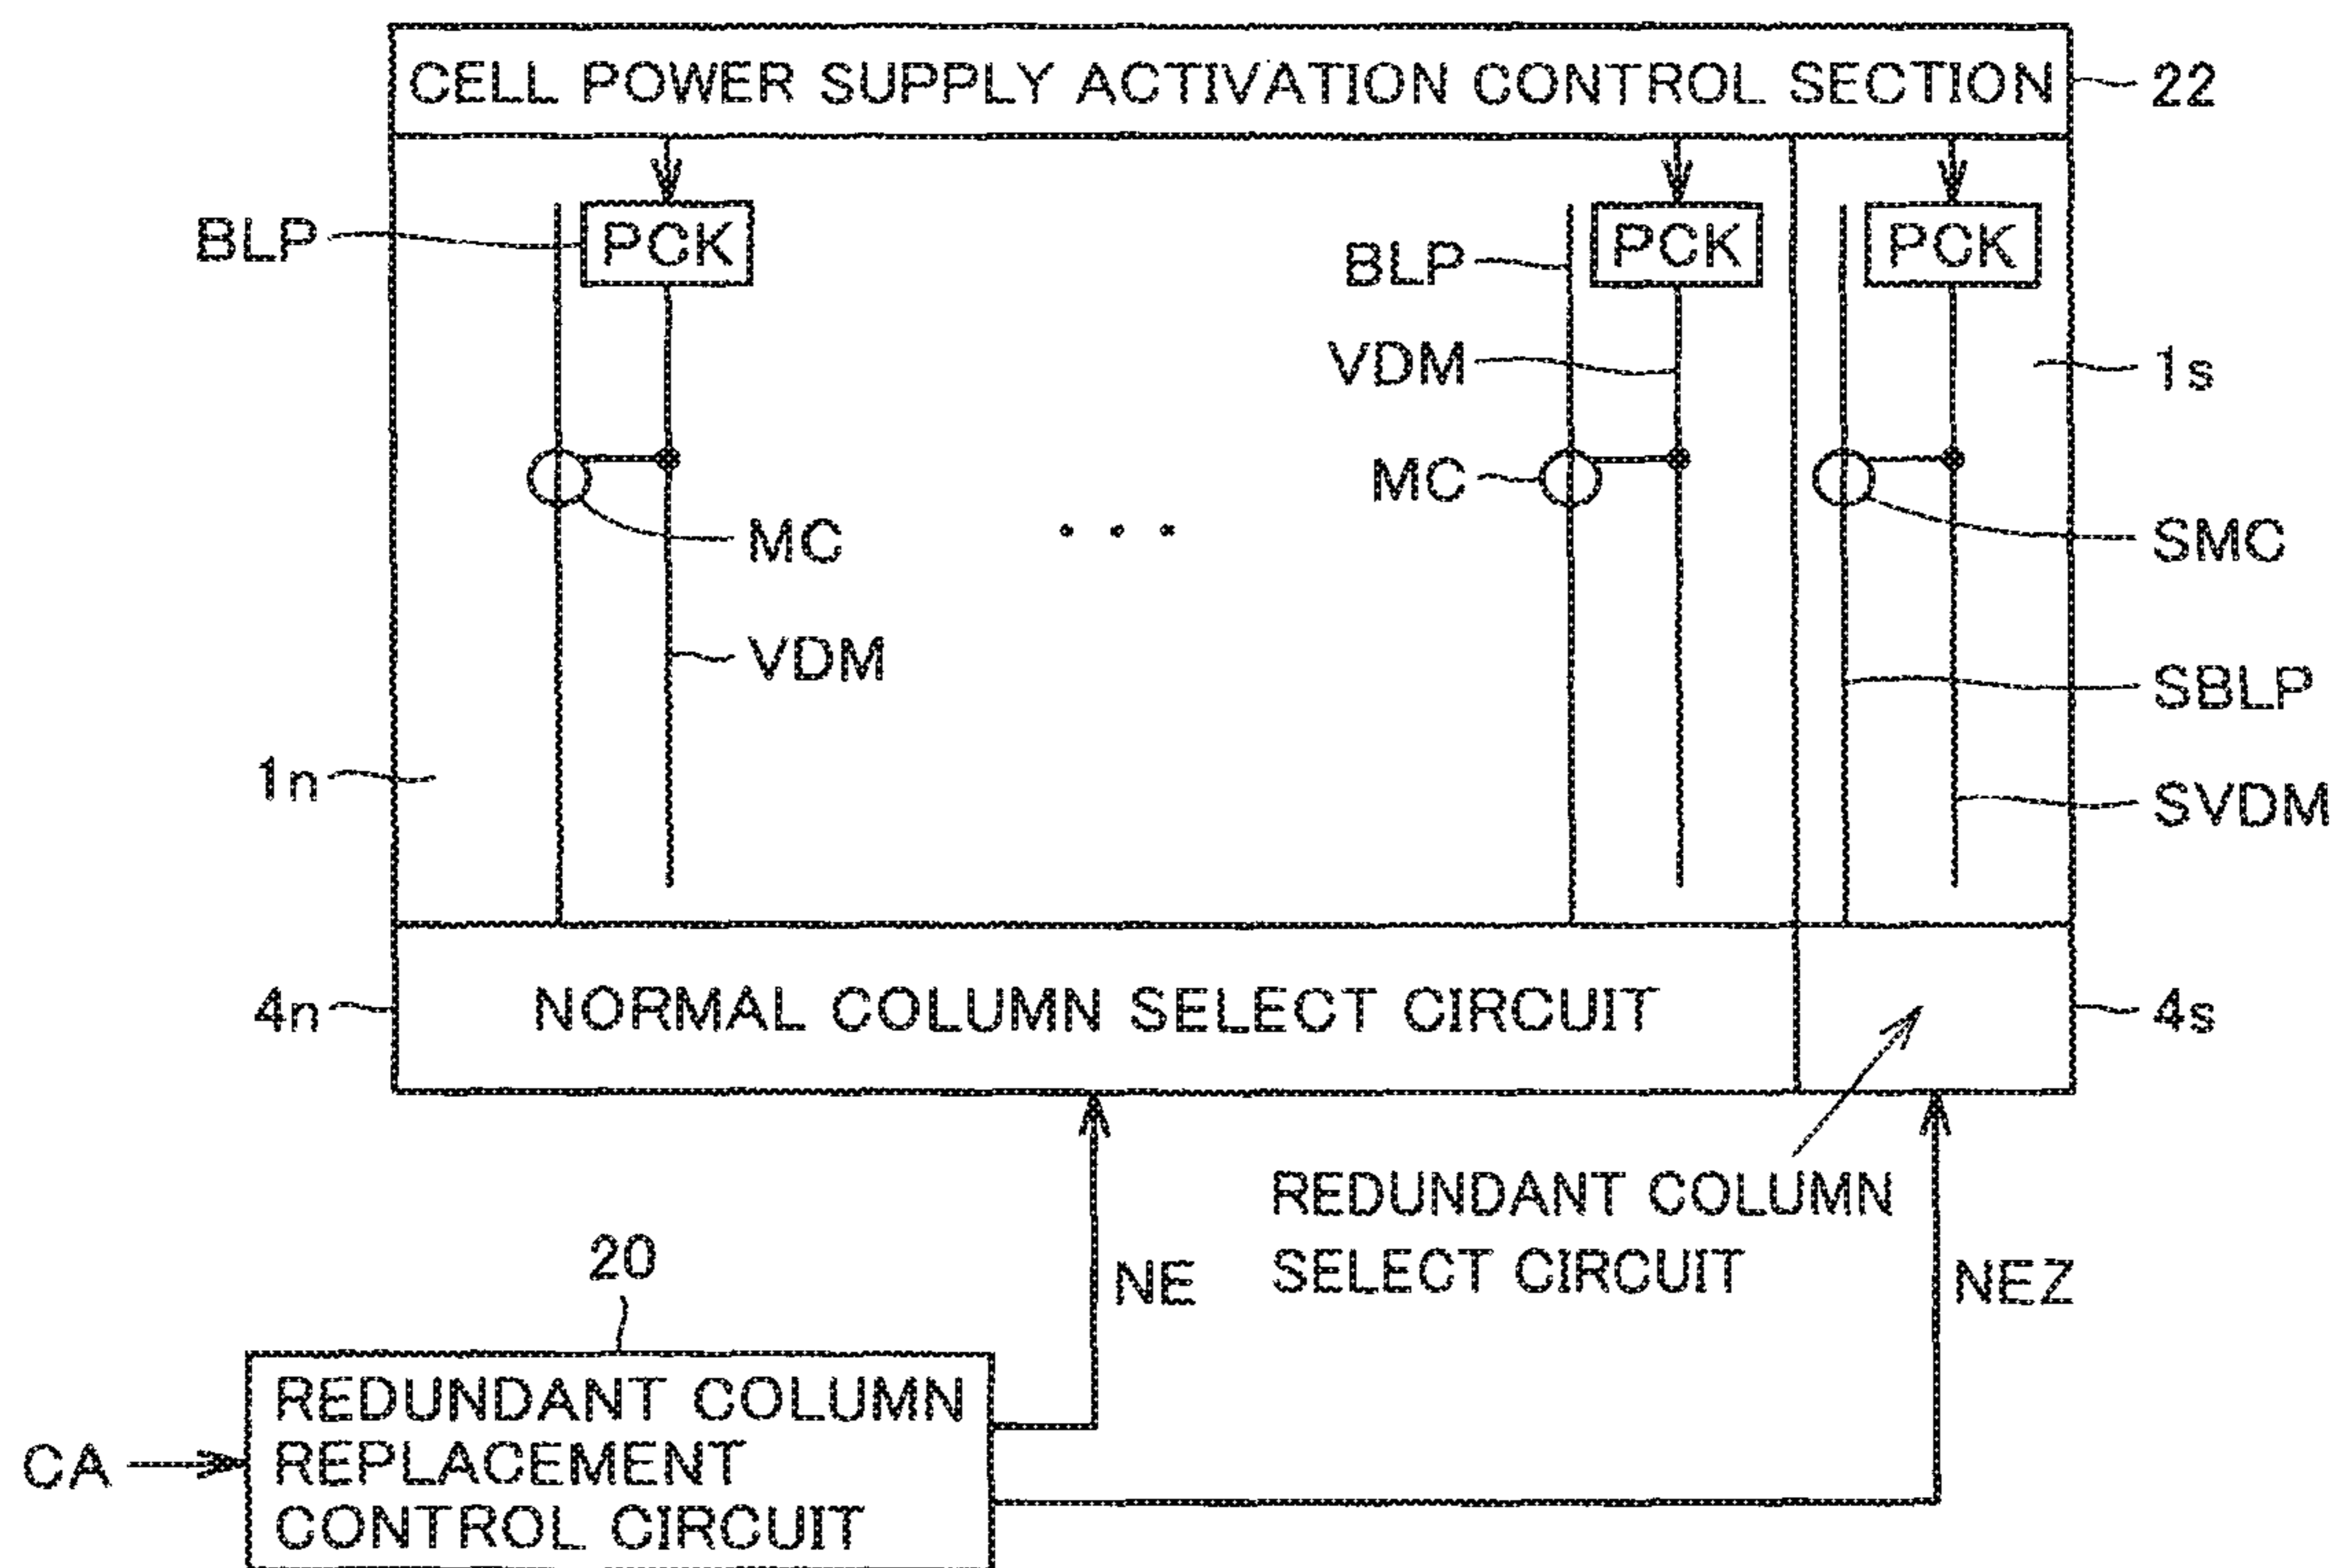 CELL POWER SUPPLY ACTIVATION CONTROL SECTION
22
BLP
PCK
BLP
PCK
PCK
VDM
1s
MC
MC
SMC
VDM
SBLP
1n
SVDM
4n
NORMAL COLUMN SELECT CIRCUIT
4s
REDUNDANT COLUMN
SELECT CIRCUIT
NE
NEZ
20
CA
REDUNDANT COLUMN
REPLACEMENT
CONTROL CIRCUIT